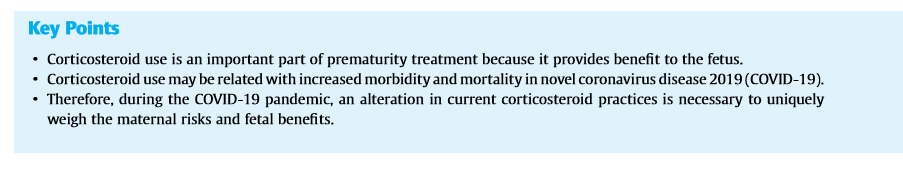 Key Points
• Corticosteroid use is an important part of prematurity treatment because it provides benefit to the fetus.
• Corticosteroid use may be related with increased morbidity and mortality in novel coronavirus disease 2019 (COVID-19).
• Therefore, during the COVID-19 pandemic, an alteration in current corticosteroid practices is necessary to uniquely
weigh the maternal risks and fetal benefits.